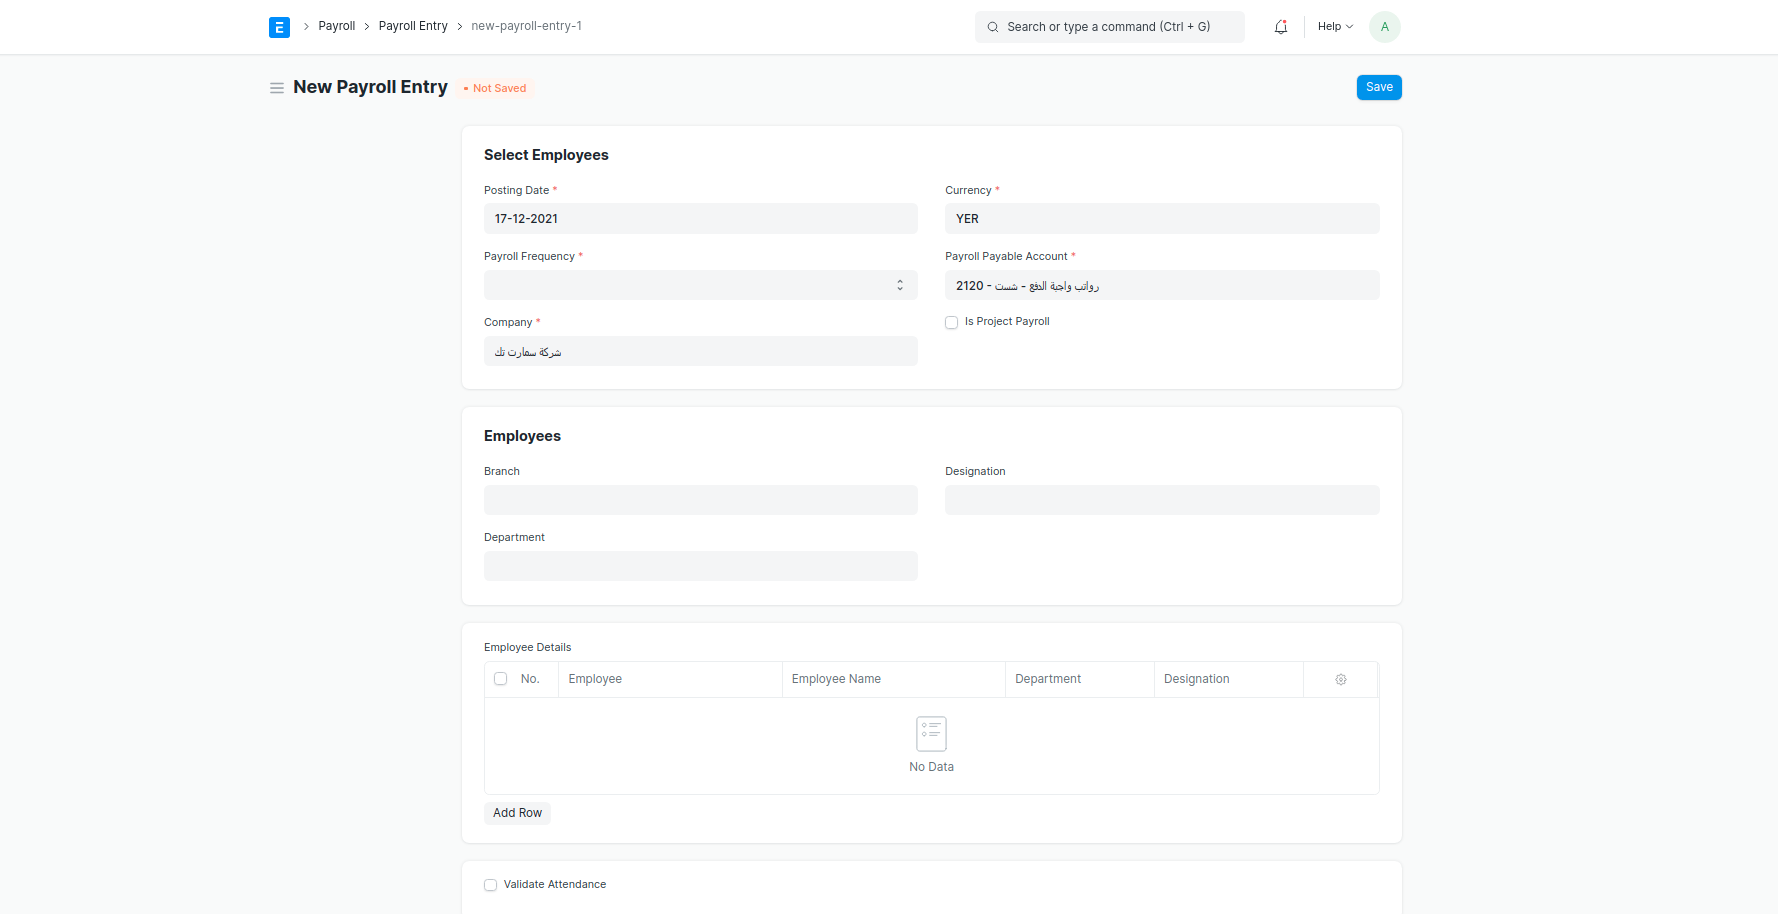 Payroll > Payroll Entry > new-payroll-entry-1
Search or type a command (Ctrl + G)
Help
A
New Payroll Entry
Not Saved
Save
Select Employees
Posting Date *
17-12-2021
Currency *
YER
Payroll Frequency *
Payroll Payable Account *
2120 - رواتب واجبة الدفع - شست
Company *
شركة سمارت تك
Is Project Payroll
Employees
Branch
Designation
Department
Employee Details
No. Employee Employee Name Department Designation
No Data
Add Row
Validate Attendance